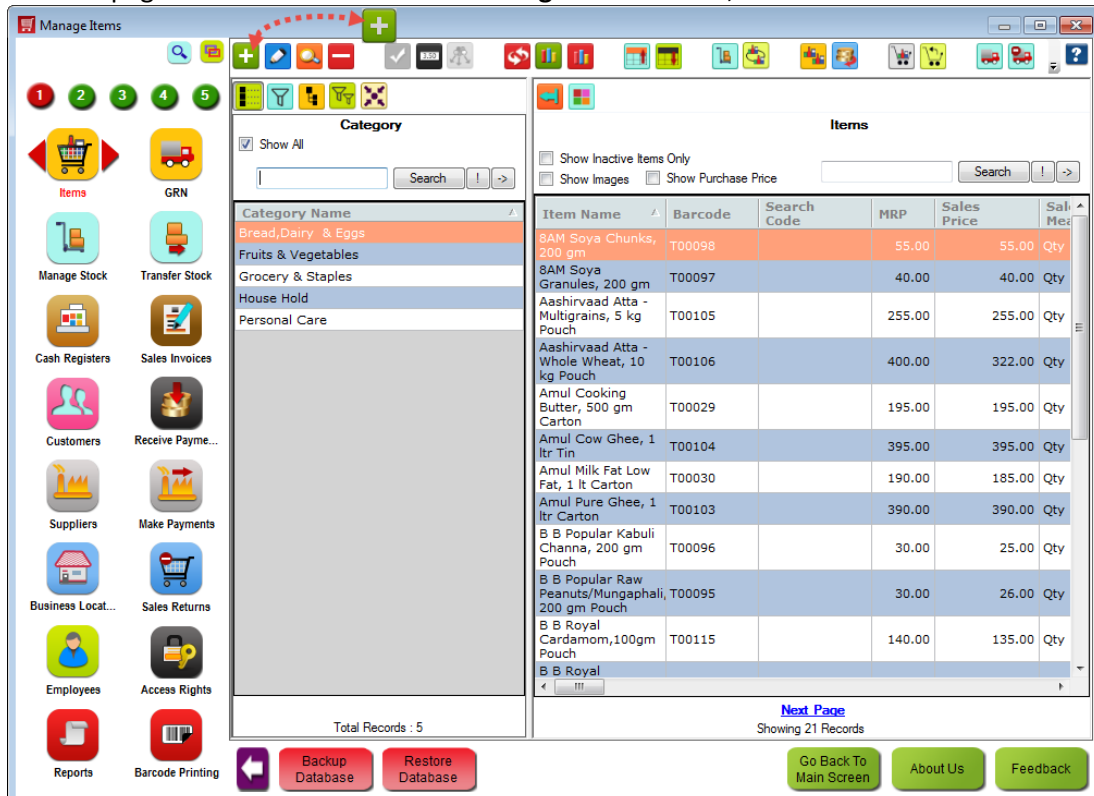 Manage Items
1 2 3 4 5
3.50
?
Items
GRN
Manage Stock
Transfer Stock
Cash Registers
Sales Invoices
Customers
Receive Payme...
Suppliers
Make Payments
Business Locat...
Sales Returns
Employees
Access Rights
Reports
Barcode Printing
Category
Show All
Search ! ->
Category Name
Bread,Dairy & Eggs
Fruits & Vegetables
Grocery & Staples
House Hold
Personal Care
Total Records : 5
Items
Show Inactive Items Only
Show Images Show Purchase Price
Search ! ->
Item Name Barcode Search Code MRP Sales Price
8AM Soya Chunks, 200 gm T00098 55.00 55.00 Qty
8AM Soya Granules, 200 gm T00097 40.00 40.00 Qty
Aashirvaad Atta - Multigrains, 5 kg Pouch T00105 255.00 255.00 Qty
Aashirvaad Atta - Whole Wheat, 10 kg Pouch T00106 400.00 322.00 Qty
Amul Cooking Butter, 500 gm Carton T00029 195.00 195.00 Qty
Amul Cow Ghee, 1 ltr Tin T00104 395.00 395.00 Qty
Amul Milk Fat Low Fat, 1 lt Carton T00030 190.00 185.00 Qty
Amul Pure Ghee, 1 ltr Carton T00103 390.00 390.00 Qty
B B Popular Kabuli Channa, 200 gm Pouch T00096 30.00 25.00 Qty
B B Popular Raw Peanuts/Mungaphali, 200 gm Pouch T00095 30.00 26.00 Qty
B B Royal Cardamom,100gm Pouch T00115 140.00 135.00 Qty
B B Royal
Next Page
Showing 21 Records
Backup Database
Restore Database
Go Back To Main Screen
About Us
Feedback